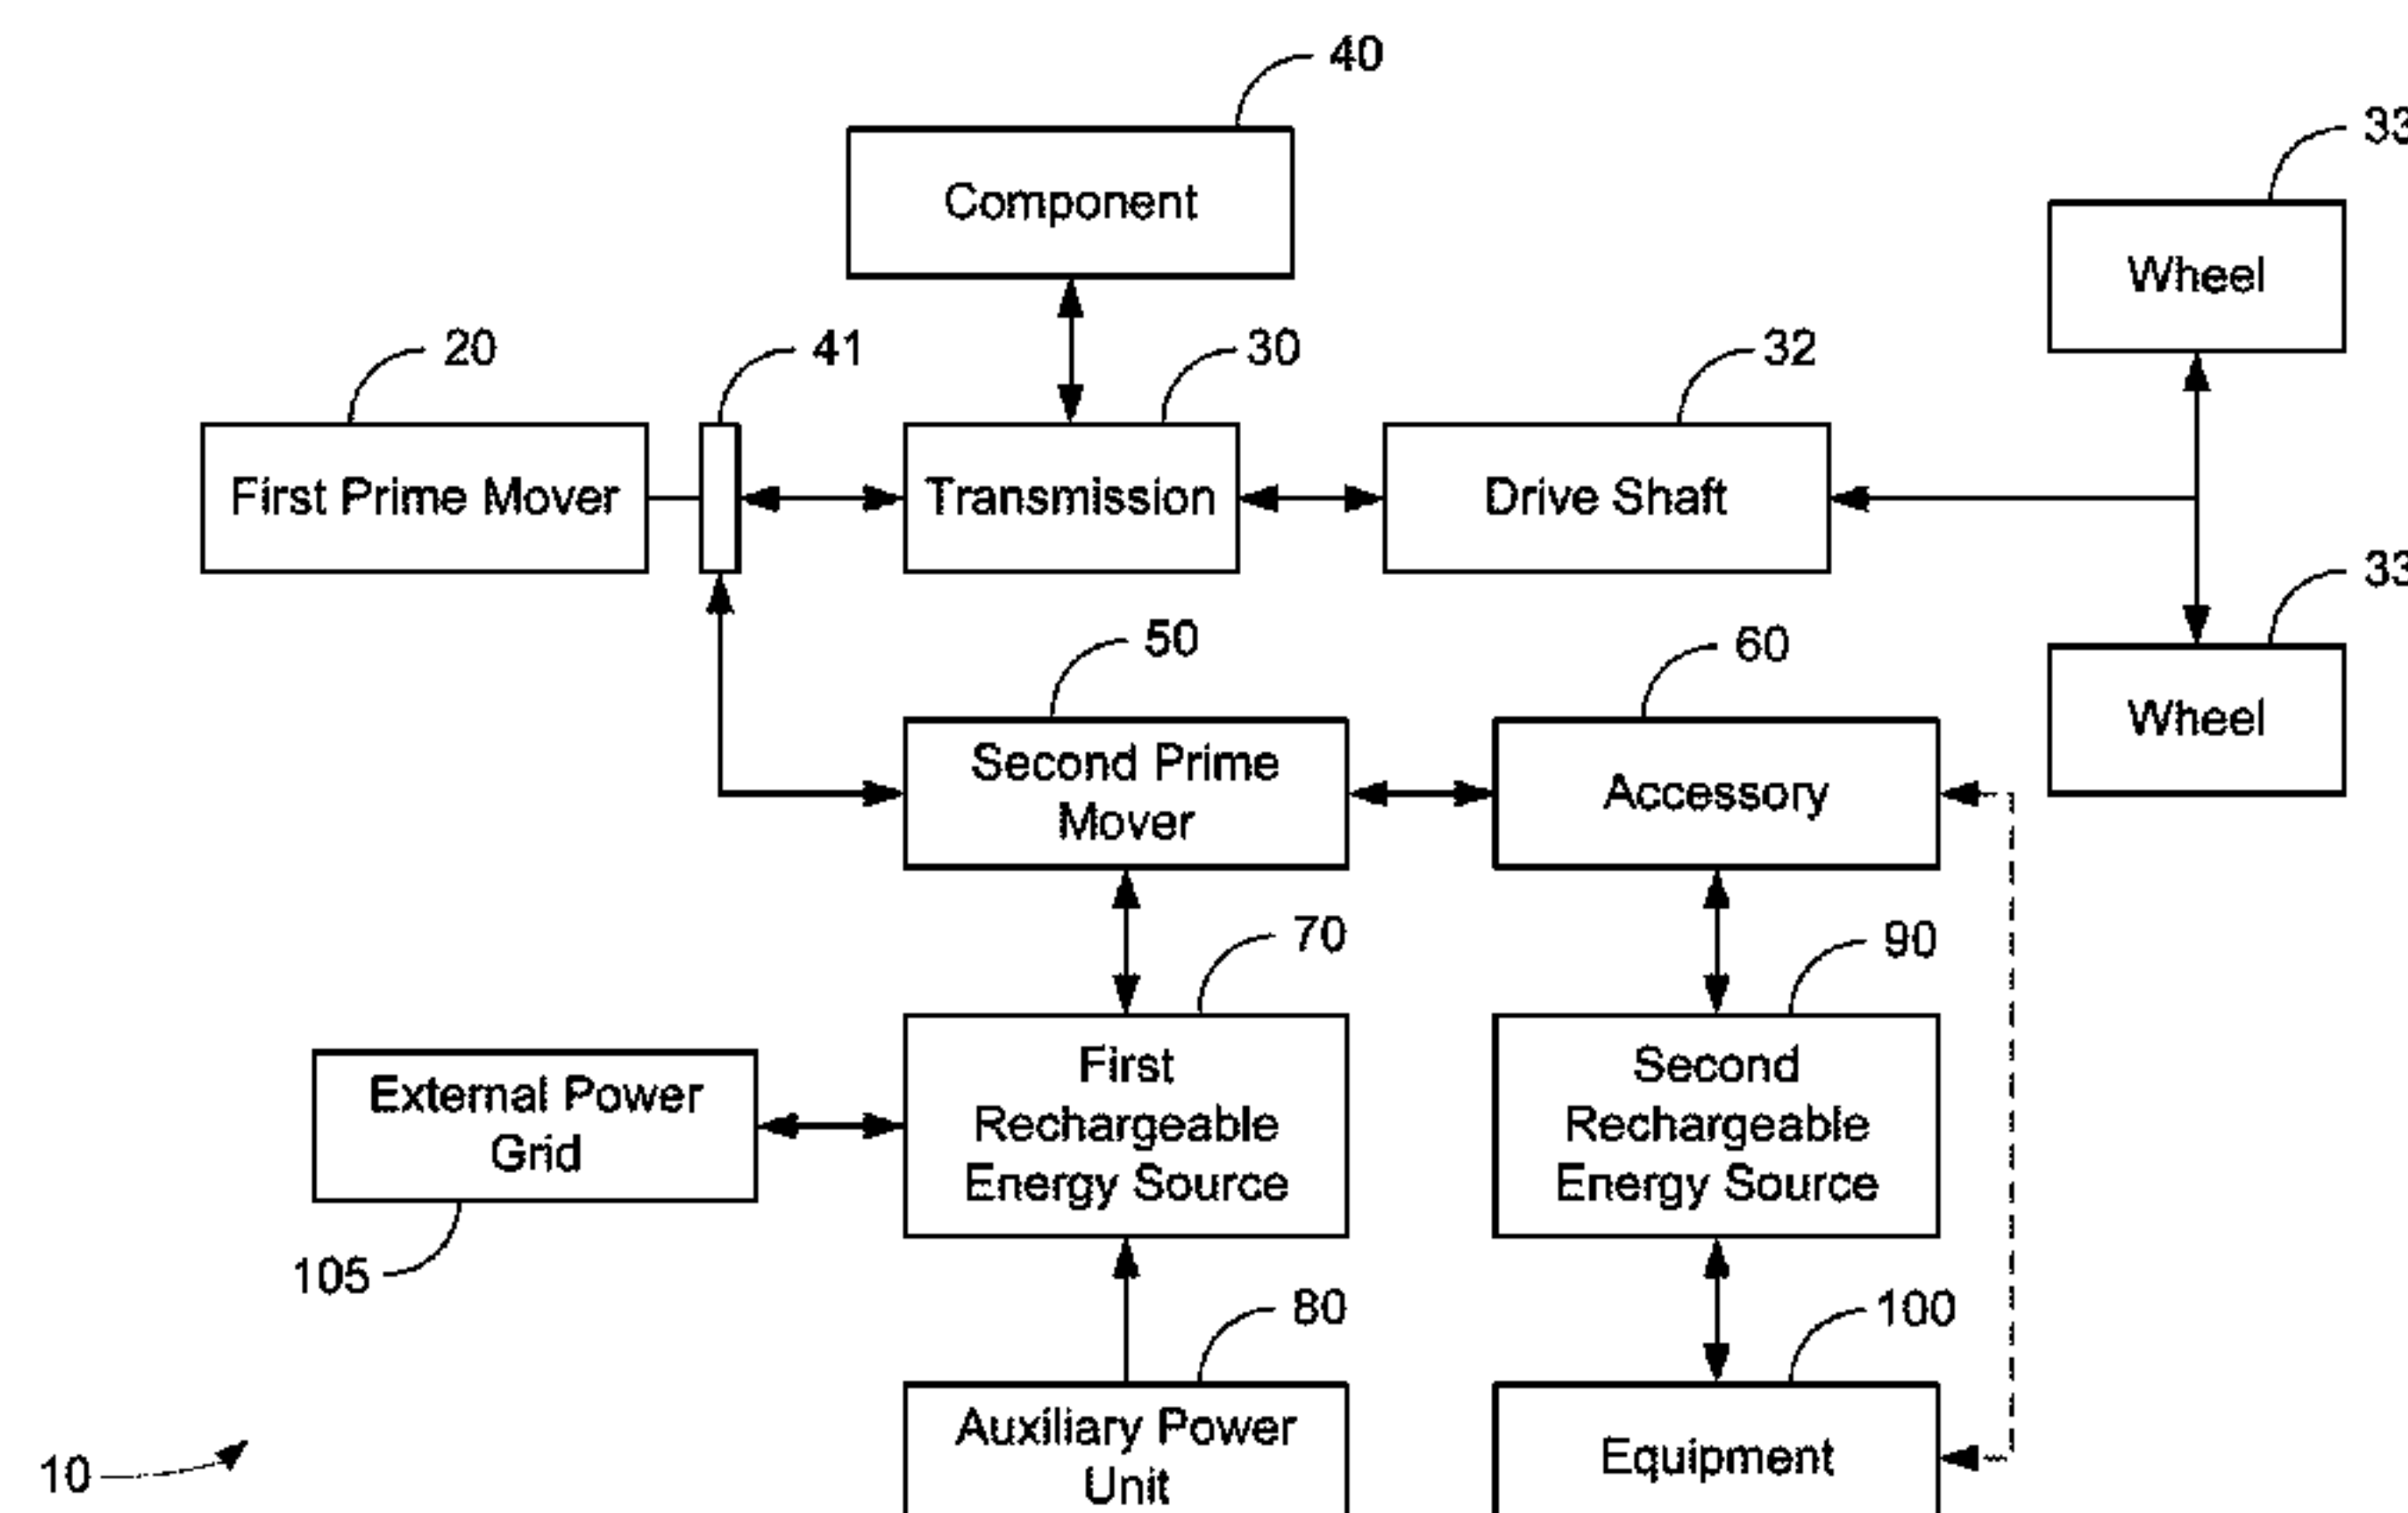 40
Component
33
Wheel
20
41
30
32
First Prime Mover
Transmission
Drive Shaft
33
Wheel
50
60
Second Prime
Mover
Accessory
70
90
First
Rechargeable
Energy Source
Second
Rechargeable
Energy Source
External Power
Grid
105
80
100
Auxiliary Power
Unit
Equipment
10